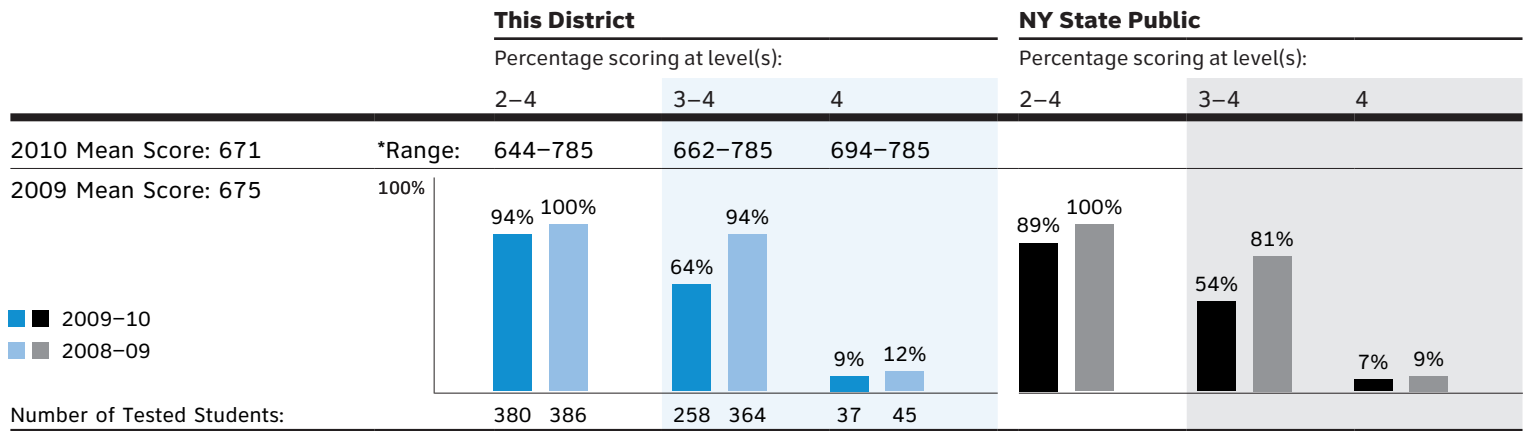 This District NY State Public
Percentage scoring at level(s): Percentage scoring at level(s):
2–4 3–4 4 2–4 3–4 4
2010 Mean Score: 671 *Range: 644–785 662–785 694–785
2009 Mean Score: 675 100%
94% 100% 94% 89% 100%
64% 81%
54%
9% 12% 7% 9%
2009–10
2008–09
Number of Tested Students: 380 386 258 364 37 45